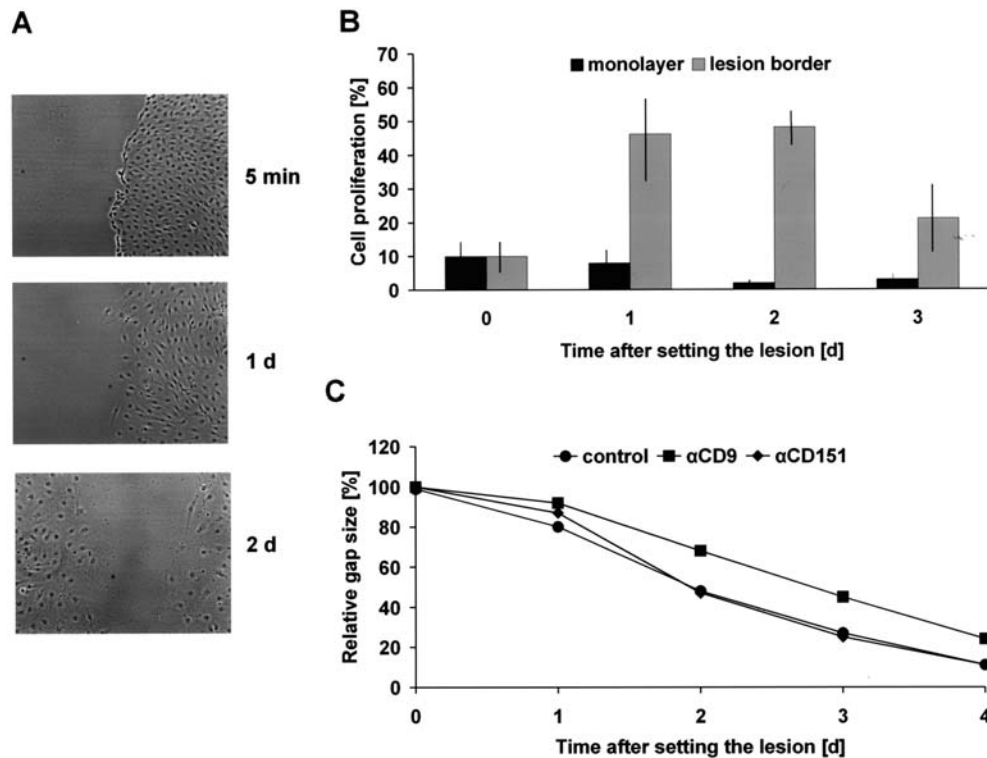 A
5 min
1 d
2 d
B
monolayer lesion border
Cell proliferation [%]
70
60
50
40
30
20
10
0
0 1 2 3
Time after setting the lesion [d]
C
control αCD9 αCD151
Relative gap size [%]
120
100
80
60
40
20
0
0 1 2 3 4
Time after setting the lesion [d]